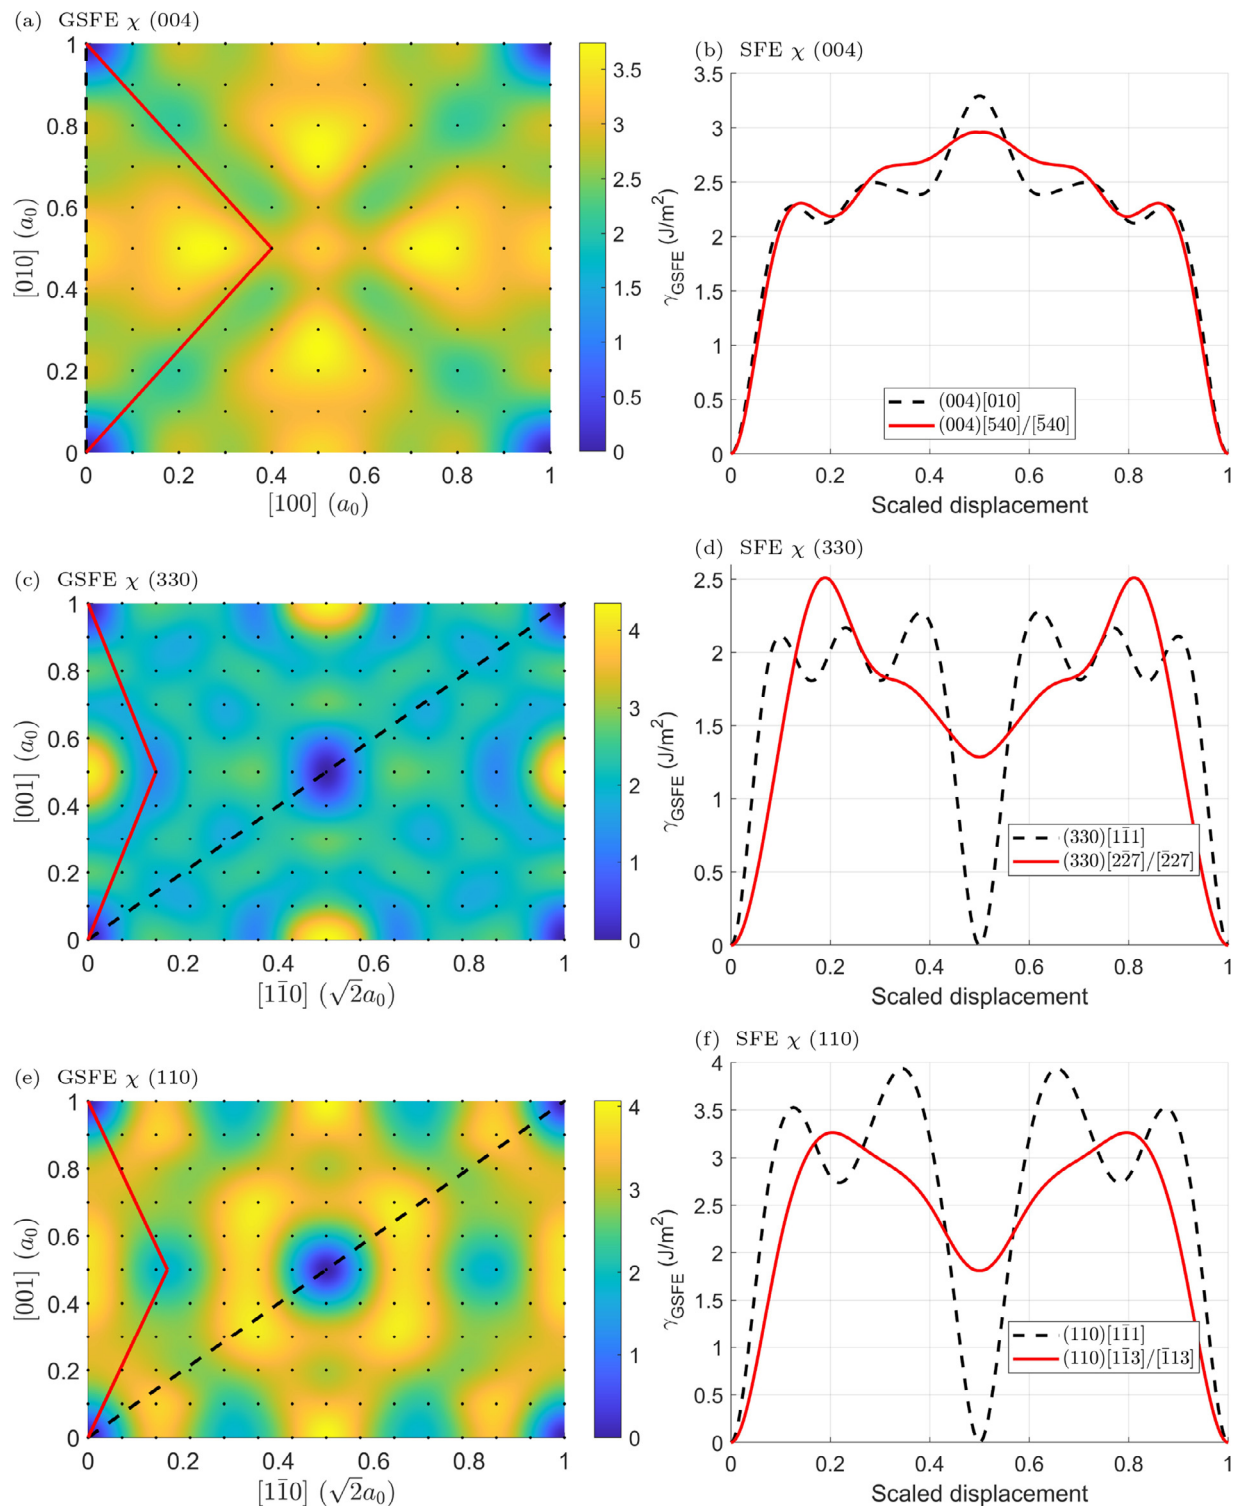 (a) GSFE χ (004)
1
0.8
0.6
0.4
0.2
0
0 0.2 0.4 0.6 0.8 1
[010] (a₀)
[100] (a₀)
3.5
3
2.5
2
1.5
1
0.5
0
(b) SFE χ (004)
3.5
3
2.5
2
1.5
1
0.5
0
0 0.2 0.4 0.6 0.8 1
γGSFE (J/m²)
Scaled displacement
(004)[010]
(004)[540]/[5̄40]
(c) GSFE χ (330)
1
0.8
0.6
0.4
0.2
0
0 0.2 0.4 0.6 0.8 1
[001] (a₀)
[11̄0] (√2a₀)
4
3
2
1
0
(d) SFE χ (330)
2.5
2
1.5
1
0.5
0
0 0.2 0.4 0.6 0.8 1
γGSFE (J/m²)
Scaled displacement
(330)[11̄1]
(330)[22̄7]/[2̄27]
(e) GSFE χ (110)
1
0.8
0.6
0.4
0.2
0
0 0.2 0.4 0.6 0.8 1
[001] (a₀)
[11̄0] (√2a₀)
4
3
2
1
0
(f) SFE χ (110)
4
3.5
3
2.5
2
1.5
1
0.5
0
0 0.2 0.4 0.6 0.8 1
γGSFE (J/m²)
Scaled displacement
(110)[11̄1]
(110)[11̄3]/[1̄13]